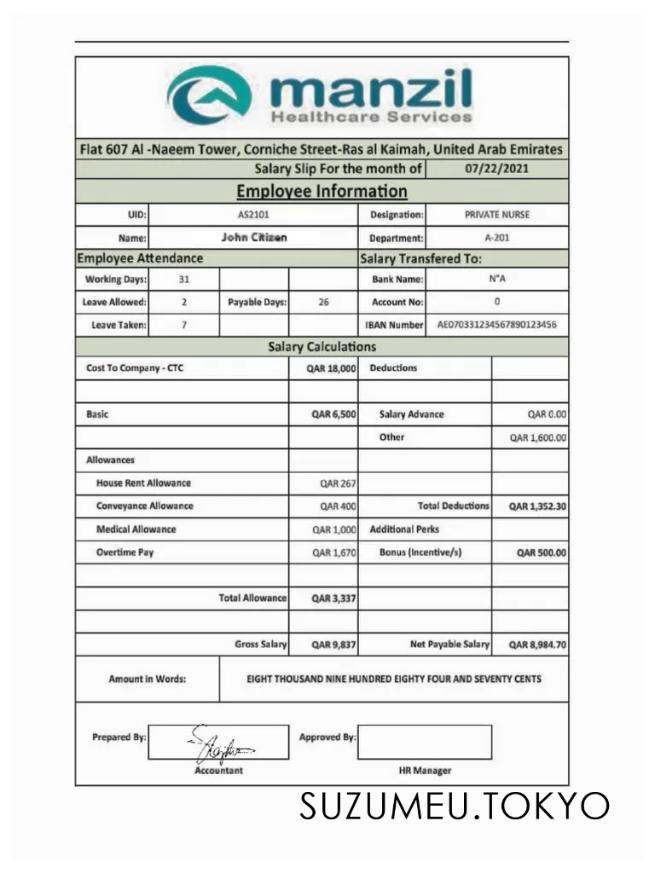 manzil
Healthcare Services
Flat 607 Al -Naeem Tower, Corniche Street-Ras al Kaimah, United Arab Emirates
Salary Slip For the month of 07/22/2021
Employee Information
UID: AS2101 Designation: PRIVATE NURSE
Name: John Citizen Department: A-201
Employee Attendance Salary Transfered To:
Working Days: 31 Bank Name: N"A
Leave Allowed: 2 Payable Days: 26 Account No: 0
Leave Taken: 7 IBAN Number AE070331234567890123456
Salary Calculations
Cost To Company - CTC QAR 18,000 Deductions
Basic QAR 6,500 Salary Advance QAR 0.00
Other QAR 1,600.00
Allowances
House Rent Allowance QAR 267
Conveyance Allowance QAR 400 Total Deductions QAR 1,352.30
Medical Allowance QAR 1,000 Additional Perks
Overtime Pay QAR 1,670 Bonus (Incentive/s) QAR 500.00
Total Allowance QAR 3,337
Gross Salary QAR 9,837 Net Payable Salary QAR 8,984.70
Amount in Words: EIGHT THOUSAND NINE HUNDRED EIGHTY FOUR AND SEVENTY CENTS
Prepared By: Approved By:
Accountant HR Manager
SUZUMEU.TOKYO